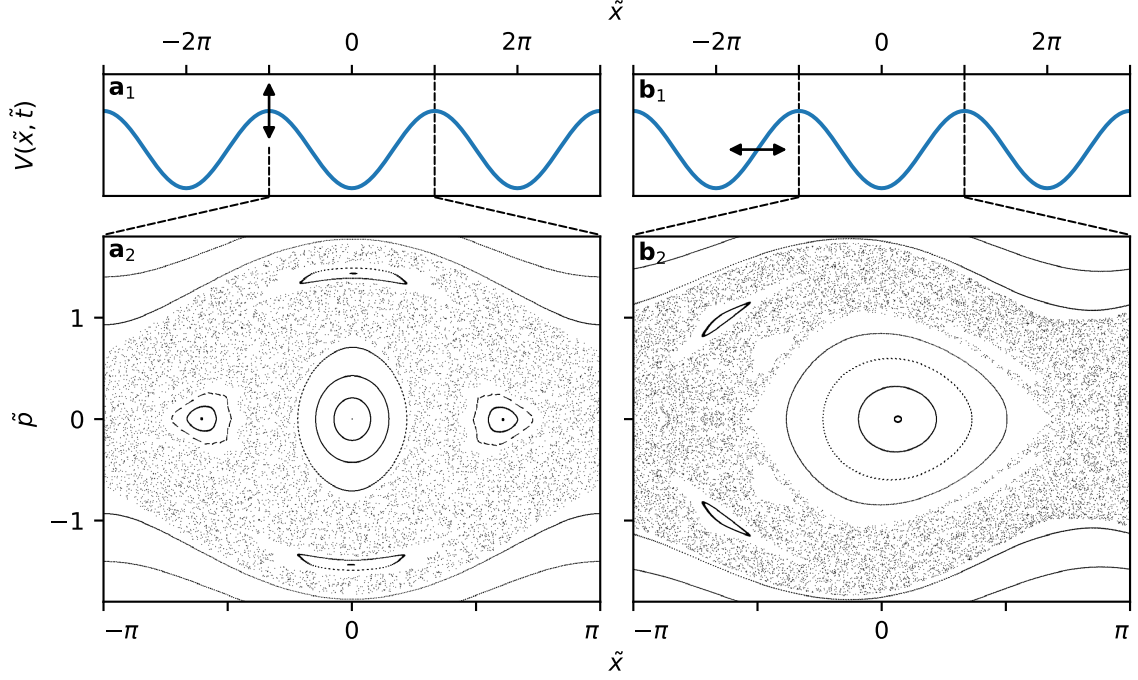 x̃
−2π 0 2π −2π 0 2π
a₁ b₁
V(x̃, t̃)
a₂ b₂
1
p̃ 0
−1
−π 0 π −π 0 π
x̃